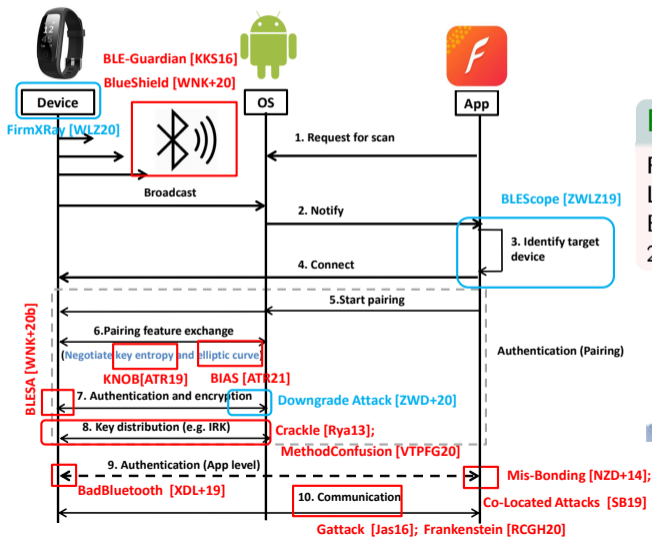 BLE-Guardian [KKS16]
BlueShield [WNK+20]
Device
OS
App
FirmXRay [WLZ20]
1. Request for scan
Broadcast
BLEScope [ZWLZ19]
2. Notify
3. Identify target
device
4. Connect
5.Start pairing
6.Pairing feature exchange
(Negotiate key entropy and elliptic curve)
Authentication (Pairing)
KNOB[ATR19]
BIAS [ATR21]
BLESA [WNK+20b]
7. Authentication and encryption
Downgrade Attack [ZWD+20]
8. Key distribution (e.g. IRK)
Crackle [Rya13];
MethodConfusion [VTPFG20]
9. Authentication (App level)
Mis-Bonding [NZD+14];
BadBluetooth [XDL+19]
Co-Located Attacks [SB19]
10. Communication
Gattack [Jas16]; Frankenstein [RCGH20]